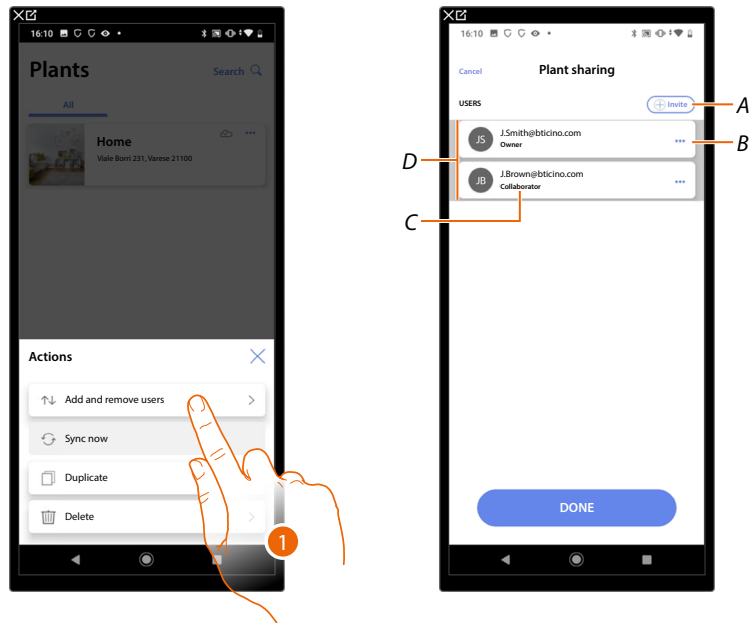 16:10
Plants
Search
All
Home
Viale Borri 231, Varese 21100
Actions
Add and remove users
Sync now
Duplicate
Delete
1
16:10
Cancel
Plant sharing
USERS
Invite
A
JS
J.Smith@bticino.com
Owner
B
D
JB
J.Brown@bticino.com
Collaborator
C
DONE